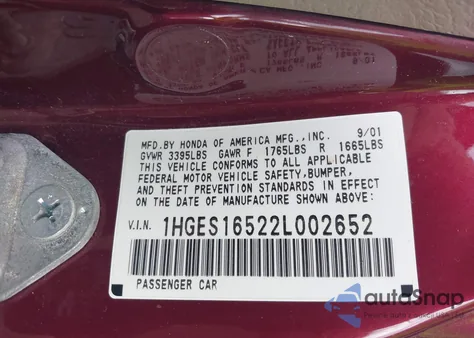 MFD.BY HONDA OF AMERICA MFG.,INC. 9/01
GVWR 3395LBS GAWR F 1765LBS R 1665LBS
THIS VEHICLE CONFORMS TO ALL APPLICABLE
FEDERAL MOTOR VEHICLE SAFETY,BUMPER,
AND THEFT PREVENTION STANDARDS IN EFFECT
ON THE DATE OF MANUFACTURE SHOWN ABOVE:
V.I.N. 1HGES16522L002652
PASSENGER CAR
autoSnap